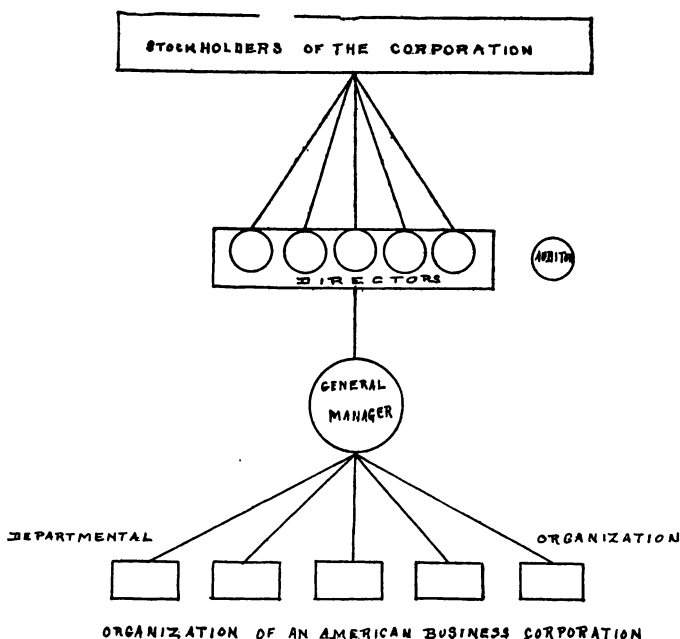 STOCKHOLDERS OF THE CORPORATION
DIRECTORS
AUDITOR
GENERAL
MANAGER
DEPARTMENTAL
ORGANIZATION
ORGANIZATION OF AN AMERICAN BUSINESS CORPORATION